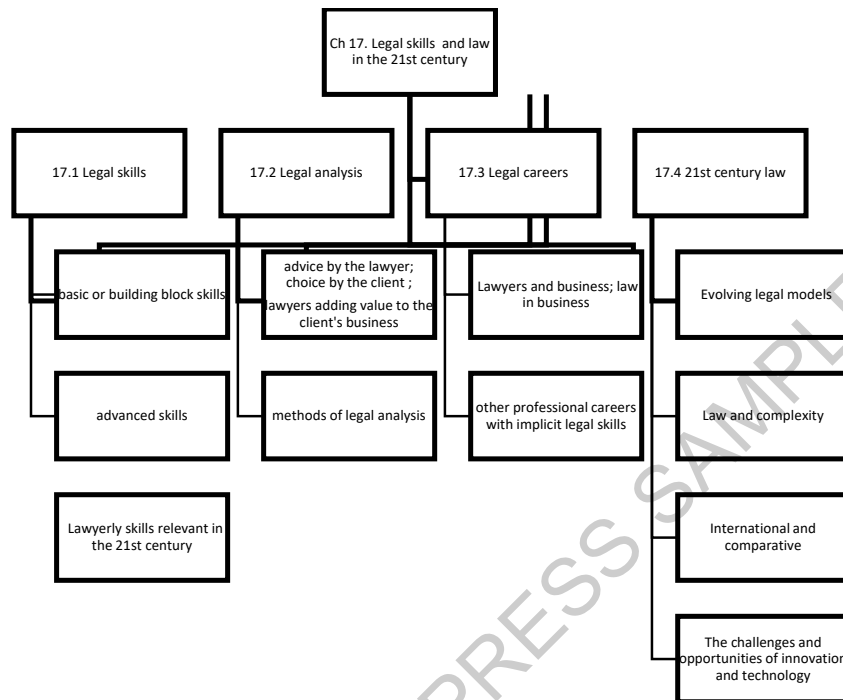 Ch 17. Legal skills and law
in the 21st century
17.1 Legal skills
17.2 Legal analysis
17.3 Legal careers
17.4 21st century law
basic or building block skills
advice by the lawyer;
choice by the client ;
lawyers adding value to the
client's business
Lawyers and business; law
in business
Evolving legal models
advanced skills
methods of legal analysis
other professional careers
with implicit legal skills
Law and complexity
Lawyerly skills relevant in
the 21st century
International and
comparative
The challenges and
opportunities of innovation
and technology
PRESS SAMPLE